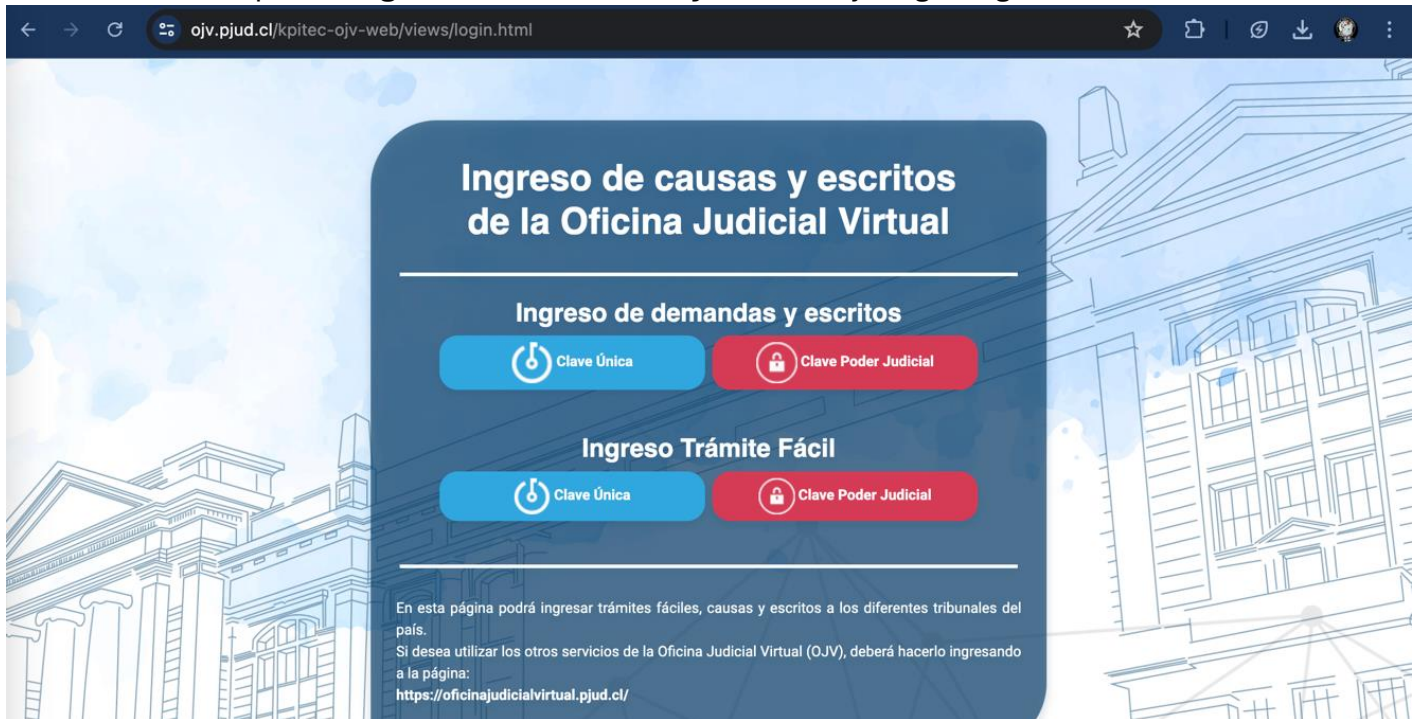 ojv.pjud.cl/kpitec-ojv-web/views/login.html
Ingreso de causas y escritos
de la Oficina Judicial Virtual
Ingreso de demandas y escritos
Clave Única
Clave Poder Judicial
Ingreso Trámite Fácil
Clave Única
Clave Poder Judicial
En esta página podrá ingresar trámites fáciles, causas y escritos a los diferentes tribunales del
país.
Si desea utilizar los otros servicios de la Oficina Judicial Virtual (OJV), deberá hacerlo ingresando
a la página:
https://oficinajudicialvirtual.pjud.cl/